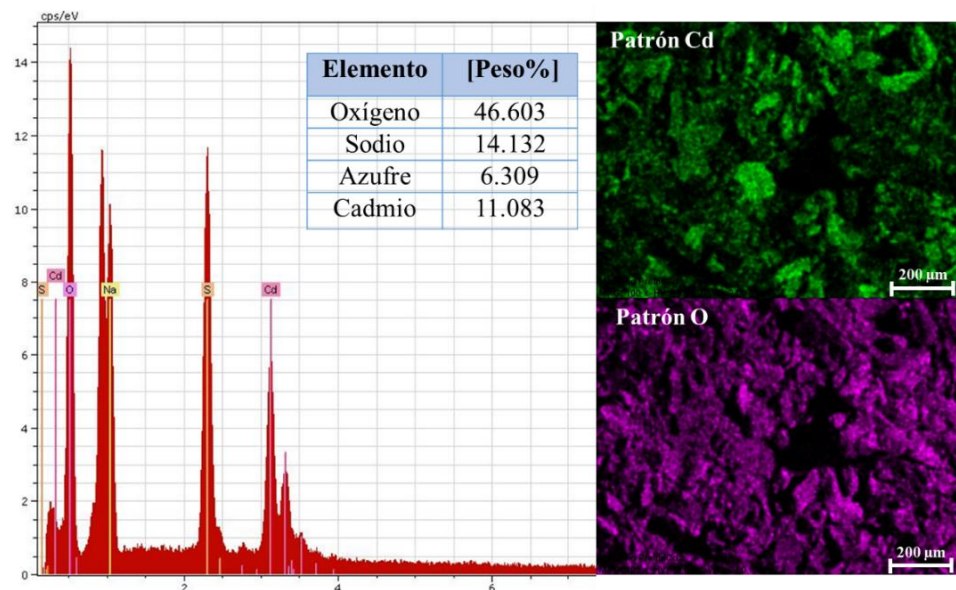 cps/eV
14
12
10
8
6
4
2
0
2
4
6
S
Cd
O
Na
S
Cd
Elemento [Peso%]
Oxígeno 46.603
Sodio 14.132
Azufre 6.309
Cadmio 11.083
Patrón Cd
200 μm
Patrón O
200 μm